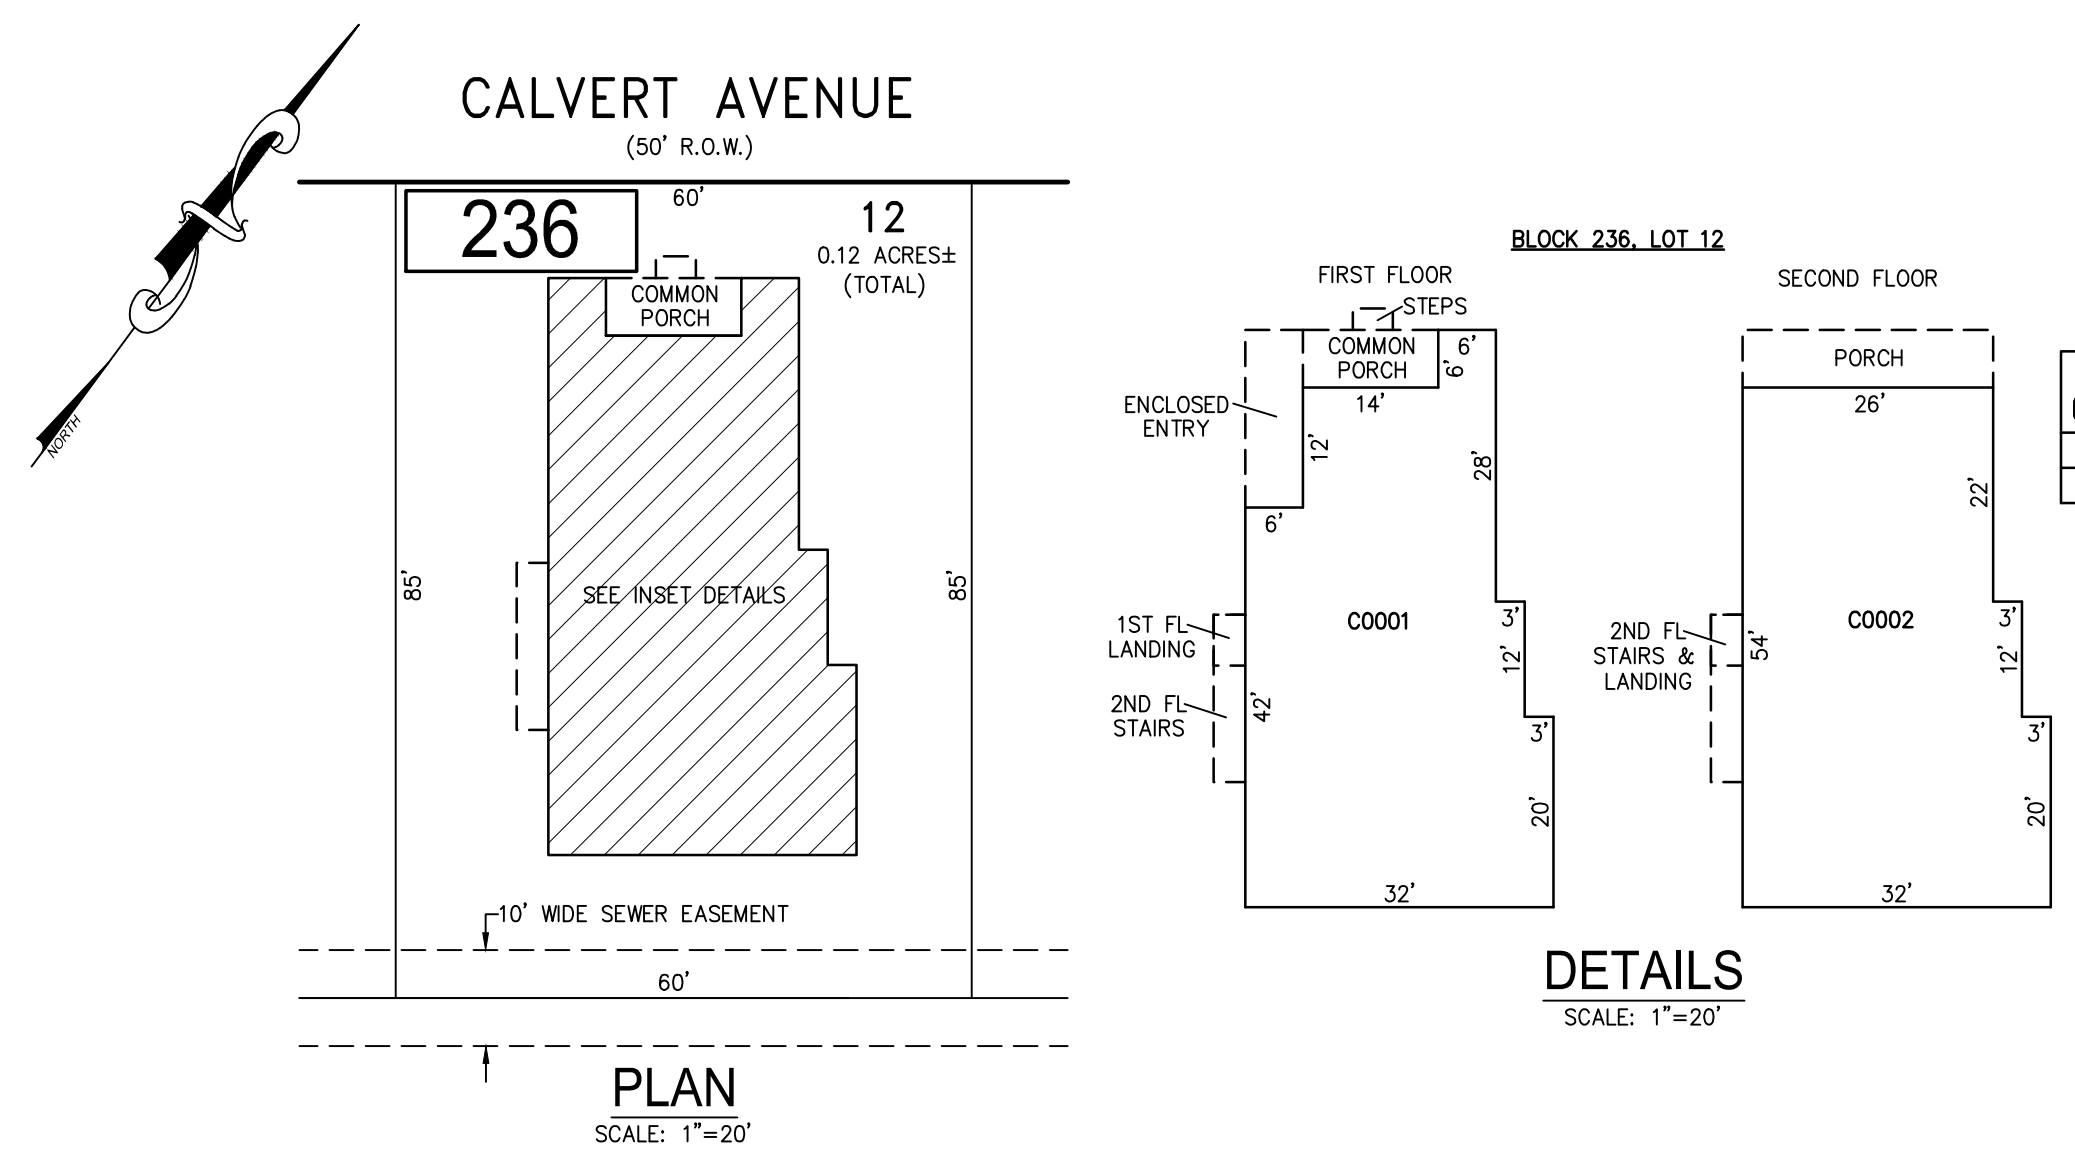 CALVERT AVENUE
(50' R.O.W.)
60'
236
12
0.12 ACRES±
(TOTAL)
COMMON
PORCH
NORTH
85'
85'
SEE INSET DETAILS
10' WIDE SEWER EASEMENT
60'
PLAN
SCALE: 1"=20'
BLOCK 236, LOT 12
FIRST FLOOR
STEPS
COMMON
PORCH
6'
6'
14'
ENCLOSED
ENTRY
12'
28'
6'
1ST FL
LANDING
C0001
3'
12'
2ND FL
STAIRS
42'
3'
20'
32'
SECOND FLOOR
PORCH
26'
22'
2ND FL
STAIRS &
LANDING
54'
C0002
3'
12'
3'
20'
32'
DETAILS
SCALE: 1"=20'